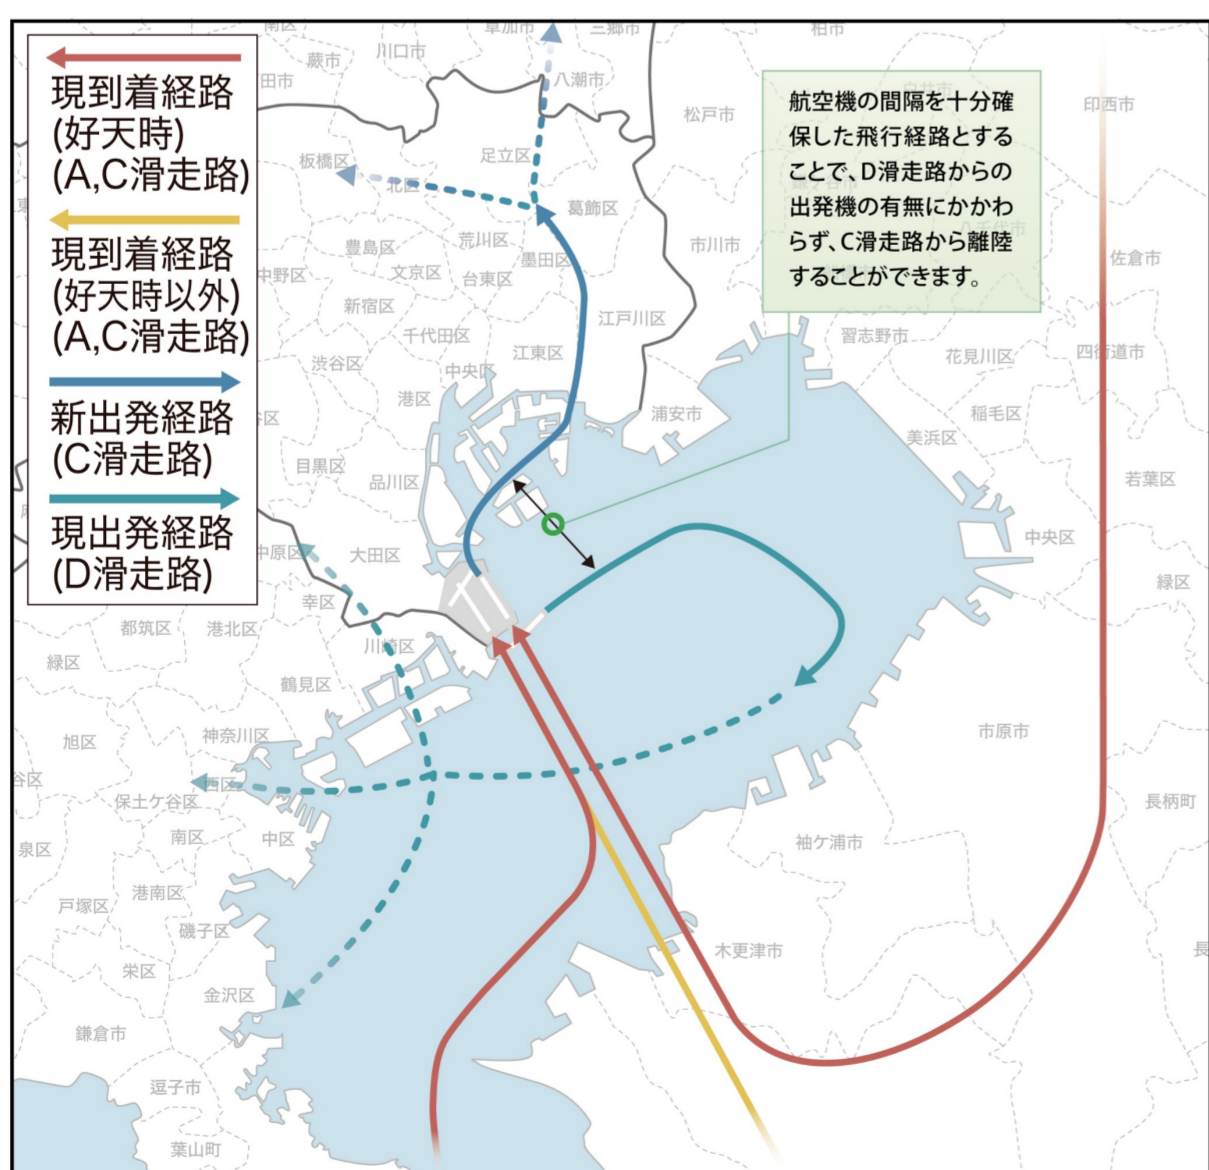 現到着経路
(好天時)
(A,C滑走路)
現到着経路
(好天時以外)
(A,C滑走路)
新出発経路
(C滑走路)
現出発経路
(D滑走路)
航空機の間隔を十分確
保した飛行経路とする
ことで、D滑走路からの
出発機の有無にかかわ
らず、C滑走路から離陸
することができます。
草加市
三郷市
柏市
川口市
蕨市
田市
八潮市
松戸市
印西市
板橋区
足立区
北区
葛飾区
豊島区
荒川区
墨田区
市川市
佐倉市
中野区
文京区
台東区
新宿区
江戸川区
千代田区
習志野市
渋谷区
中央区
江東区
花見川区
四街道市
港区
浦安市
稲毛区
谷区
美浜区
目黒区
品川区
若葉区
中央区
中原区
大田区
緑区
幸区
都筑区
港北区
川崎区
緑区
鶴見区
神奈川区
旭区
市原市
谷区
西区
保土ケ谷区
長柄町
南区
中区
泉区
袖ケ浦市
戸塚区
港南区
磯子区
木更津市
長
栄区
金沢区
鎌倉市
逗子市
葉山町